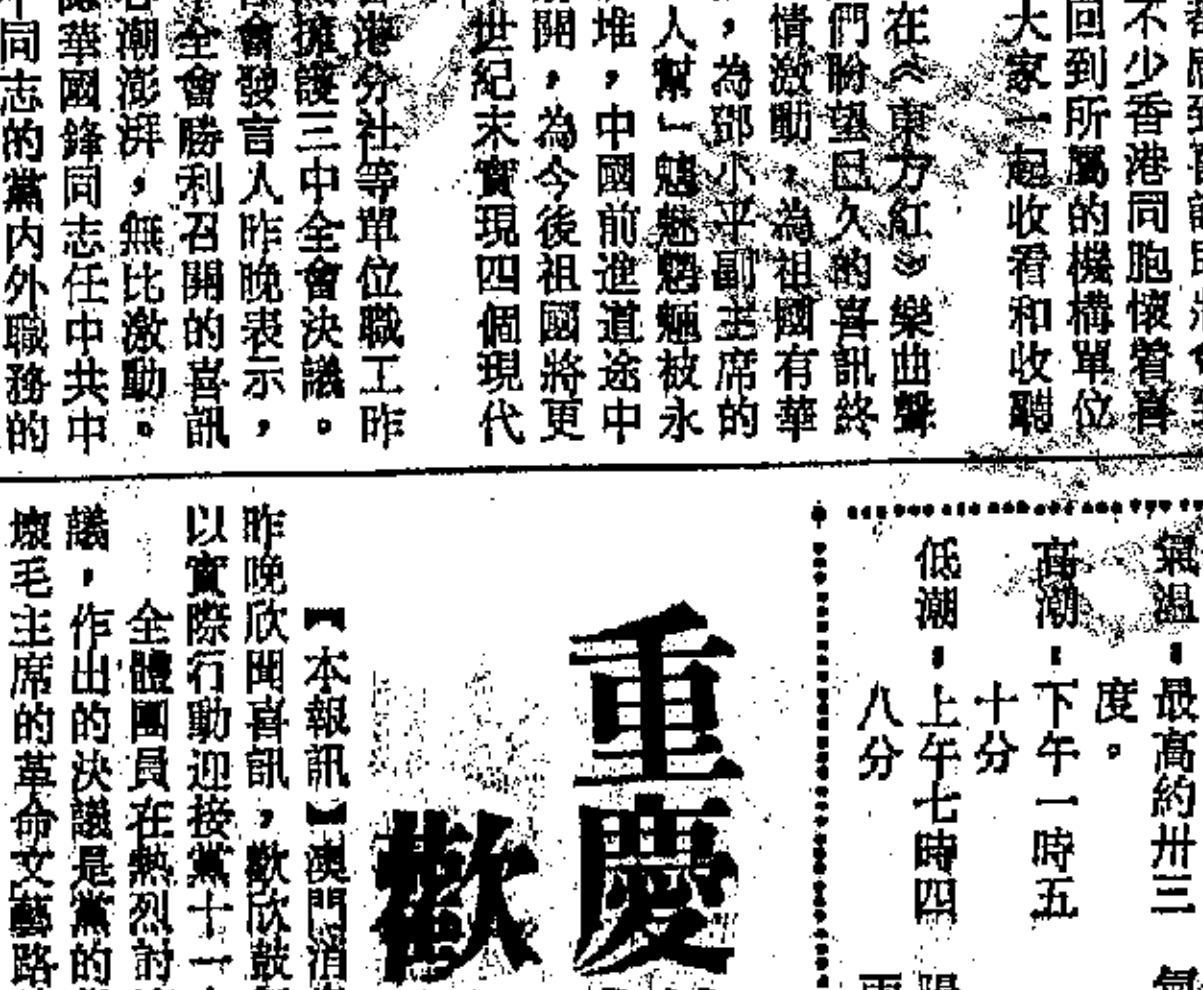 不少香港同胞懷着喜
回到所屬的機構單位
大家一起收看和收聽
在《東方紅》樂曲聲
們盼望已久的喜訊終
情激動，為祖國有華
，為鄧小平副主席的
人幫」魑魅魍魎被永
堆，中國前進道途中
開，為今後祖國將更
世紀末實現四個現代
港分社等單位職工昨
擁護三中全會決議。
會發言人昨晚表示，
全會勝利召開的喜訊
潮澎湃，無比激動。
華國鋒同志任中共中
同志的黨内外職務的
氣温：最高約卅三
度。
高潮：下午一時五
十分
低潮：上午七時四
八分
重慶
歡
【本報訊】澳門消
昨晚欣聞喜訊，歡欣鼓
以實際行動迎接黨十一
全體團員在熱烈討
議，作出的決議是黨的
壞毛主席的革命文藝路